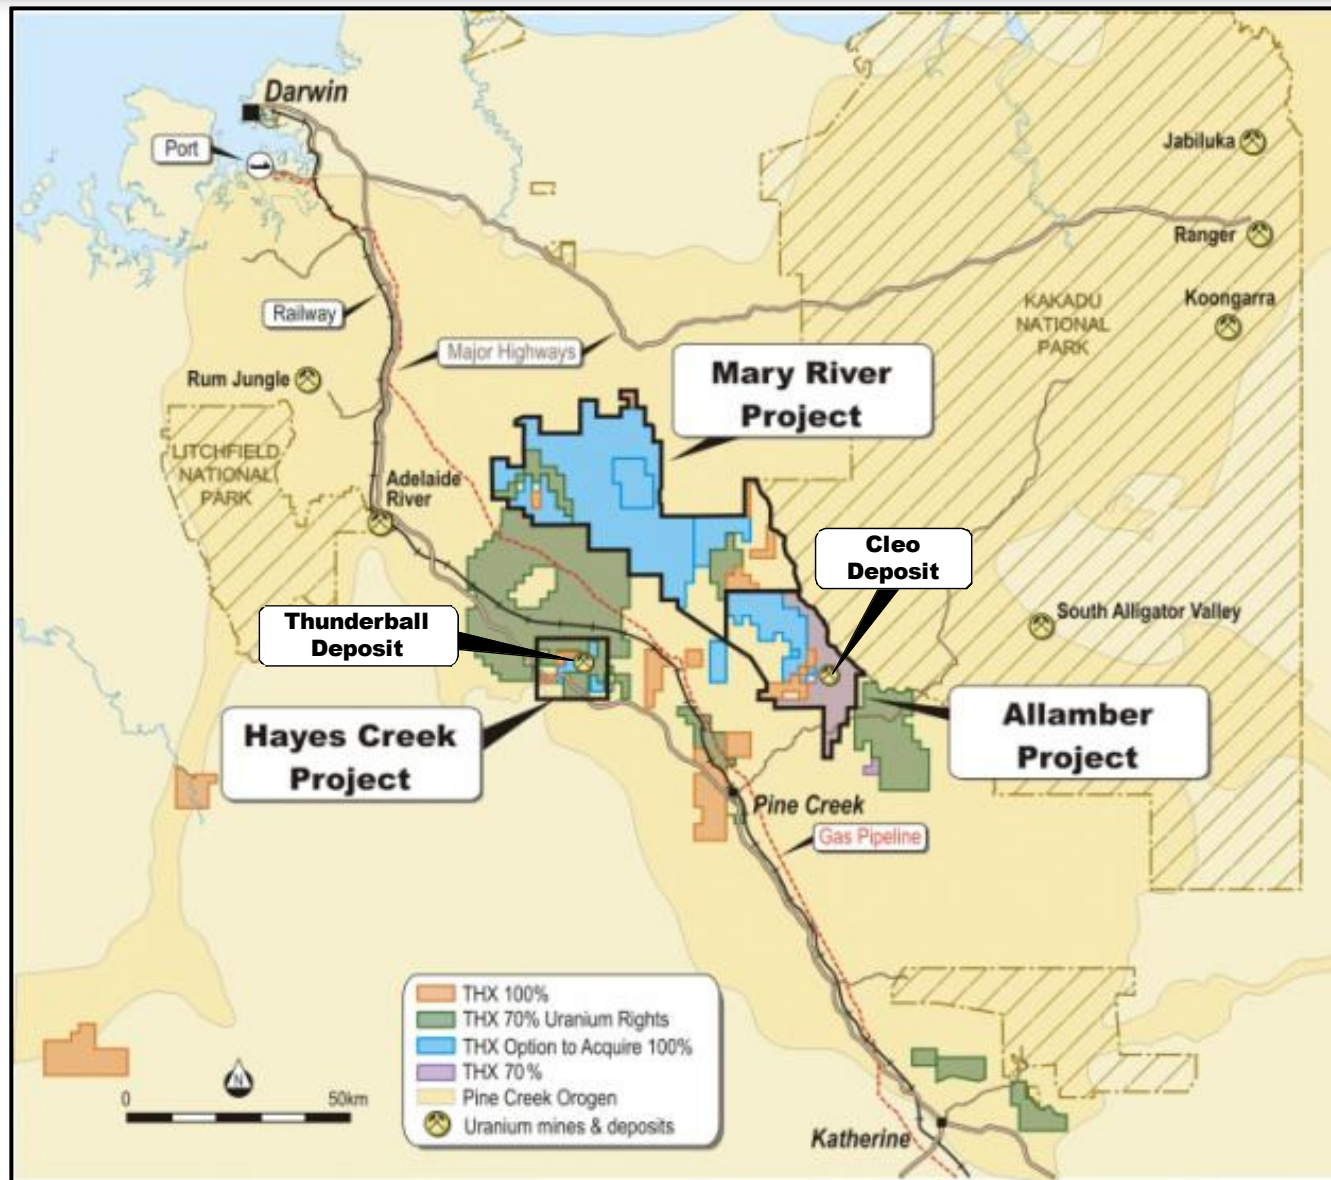 Darwin
Port
Jabiluka
Ranger
Koongarra
KAKADU
NATIONAL
PARK
Railway
Major Highways
Rum Jungle
Mary River
Project
LITCHFIELD
NATIONAL
PARK
Adelaide
River
Cleo
Deposit
Thunderball
Deposit
South Alligator Valley
Hayes Creek
Project
Allamber
Project
Pine Creek
Gas Pipeline
THX 100%
THX 70% Uranium Rights
THX Option to Acquire 100%
THX 70%
Pine Creek Orogen
Uranium mines & deposits
N
0
50km
Katherine